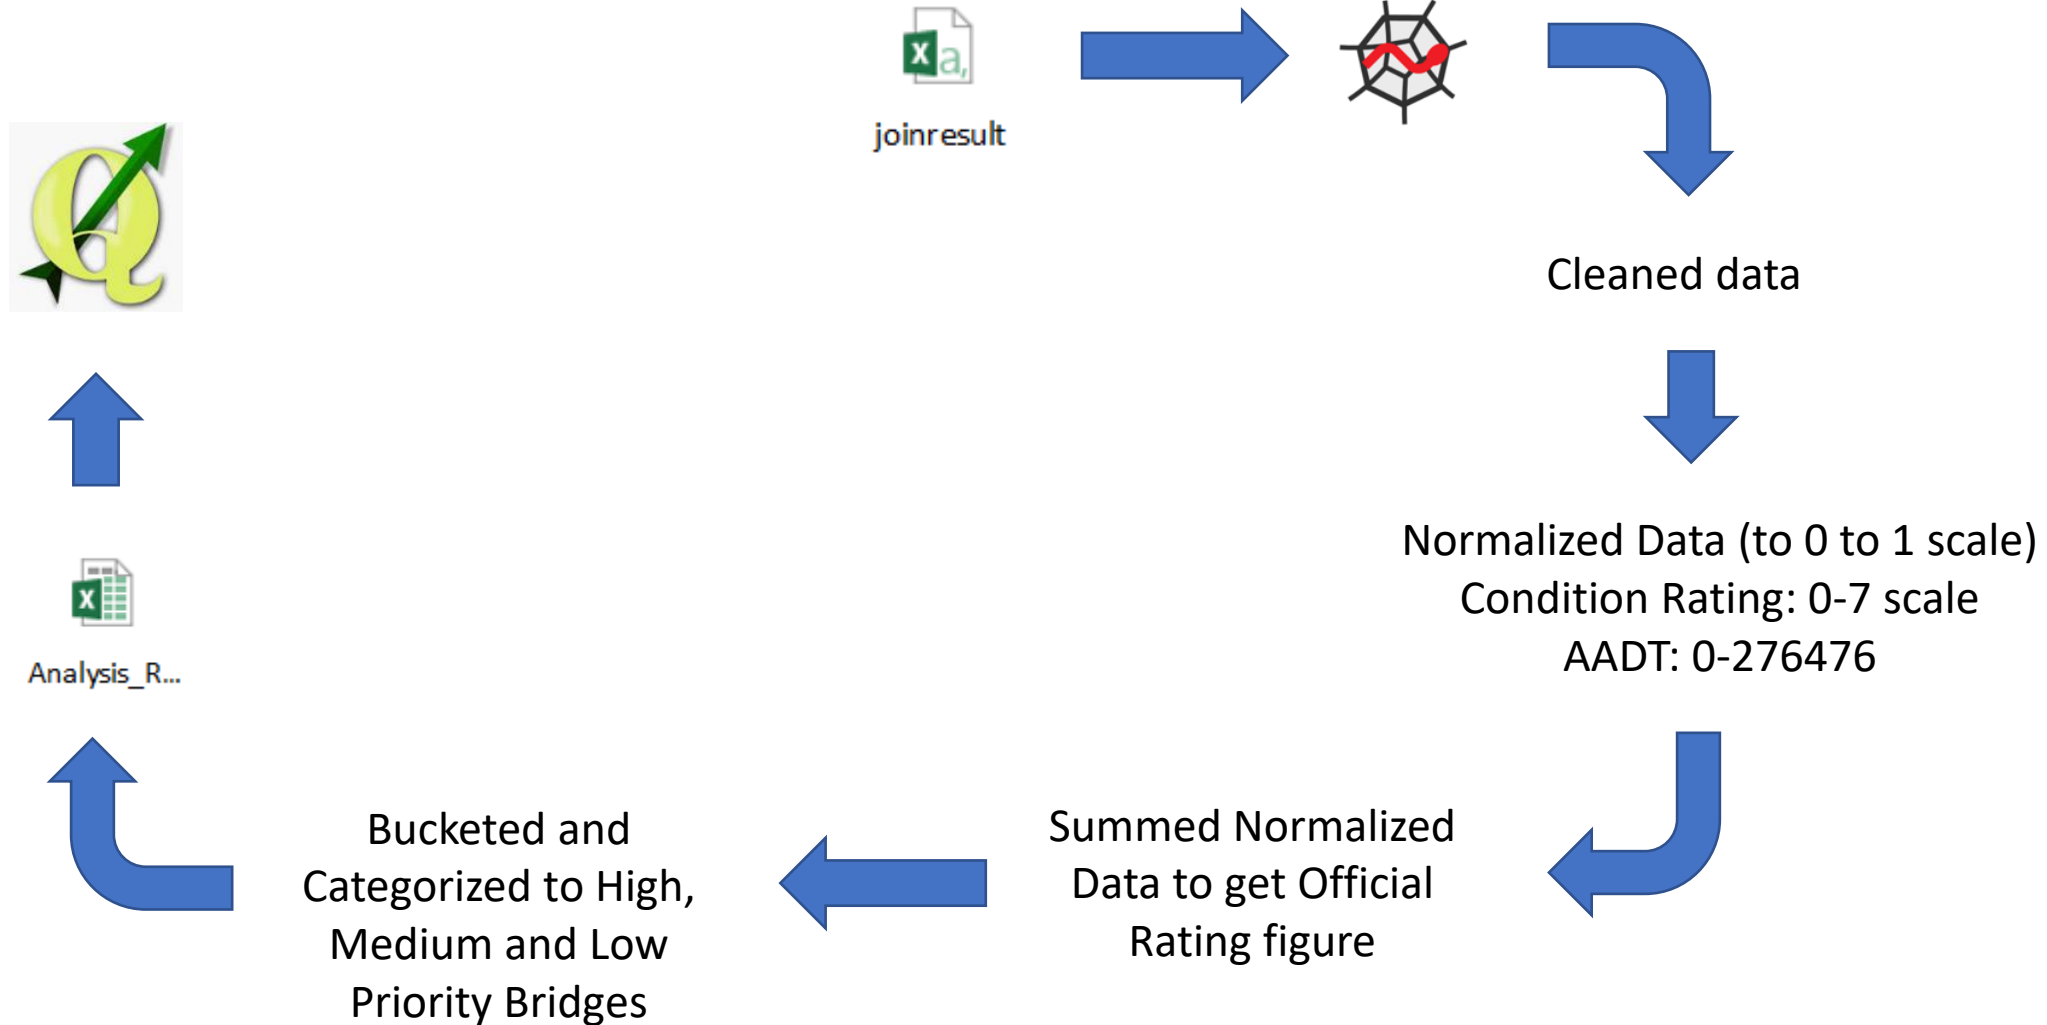 joinresult
Cleaned data
Normalized Data (to 0 to 1 scale)
Condition Rating: 0-7 scale
AADT: 0-276476
Summed Normalized
Data to get Official
Rating figure
Bucketed and
Categorized to High,
Medium and Low
Priority Bridges
Analysis_R...